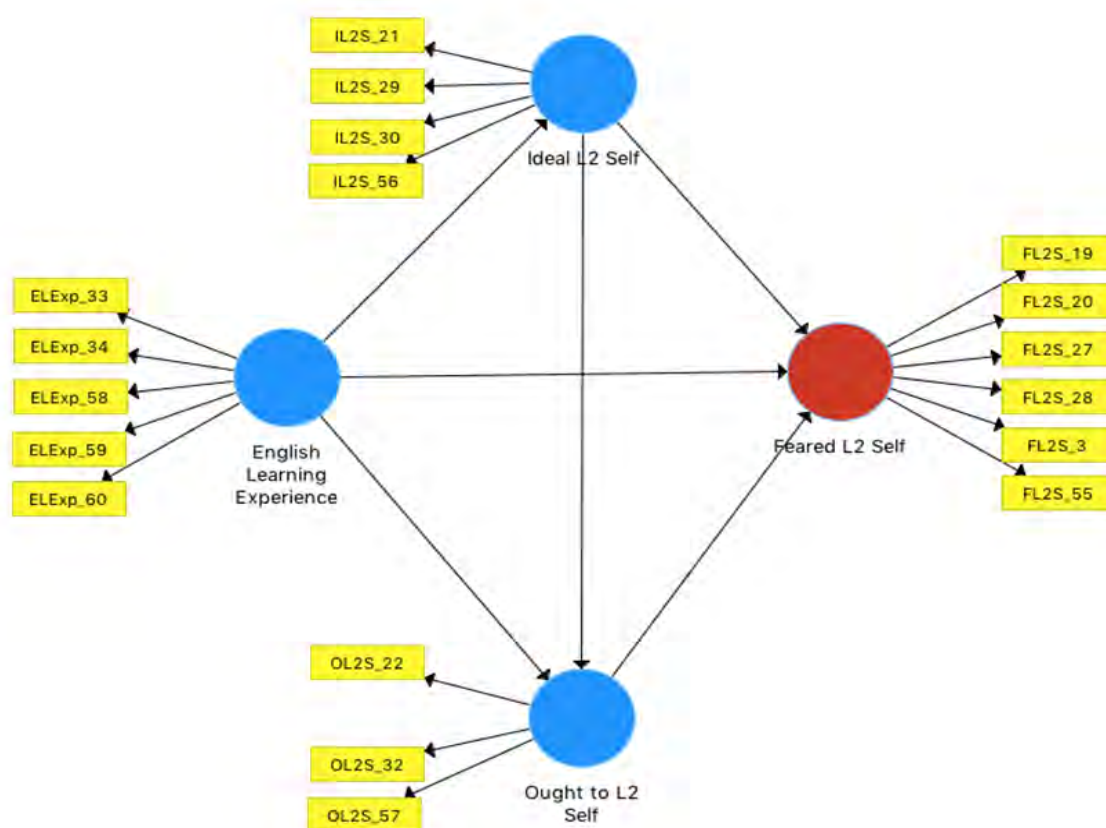 IL2S_21
IL2S_29
IL2S_30
IL2S_56
Ideal L2 Self
ELExp_33
ELExp_34
ELExp_58
ELExp_59
ELExp_60
English
Learning
Experience
FL2S_19
FL2S_20
FL2S_27
FL2S_28
FL2S_3
FL2S_55
Feared L2 Self
OL2S_22
OL2S_32
OL2S_57
Ought to L2
Self